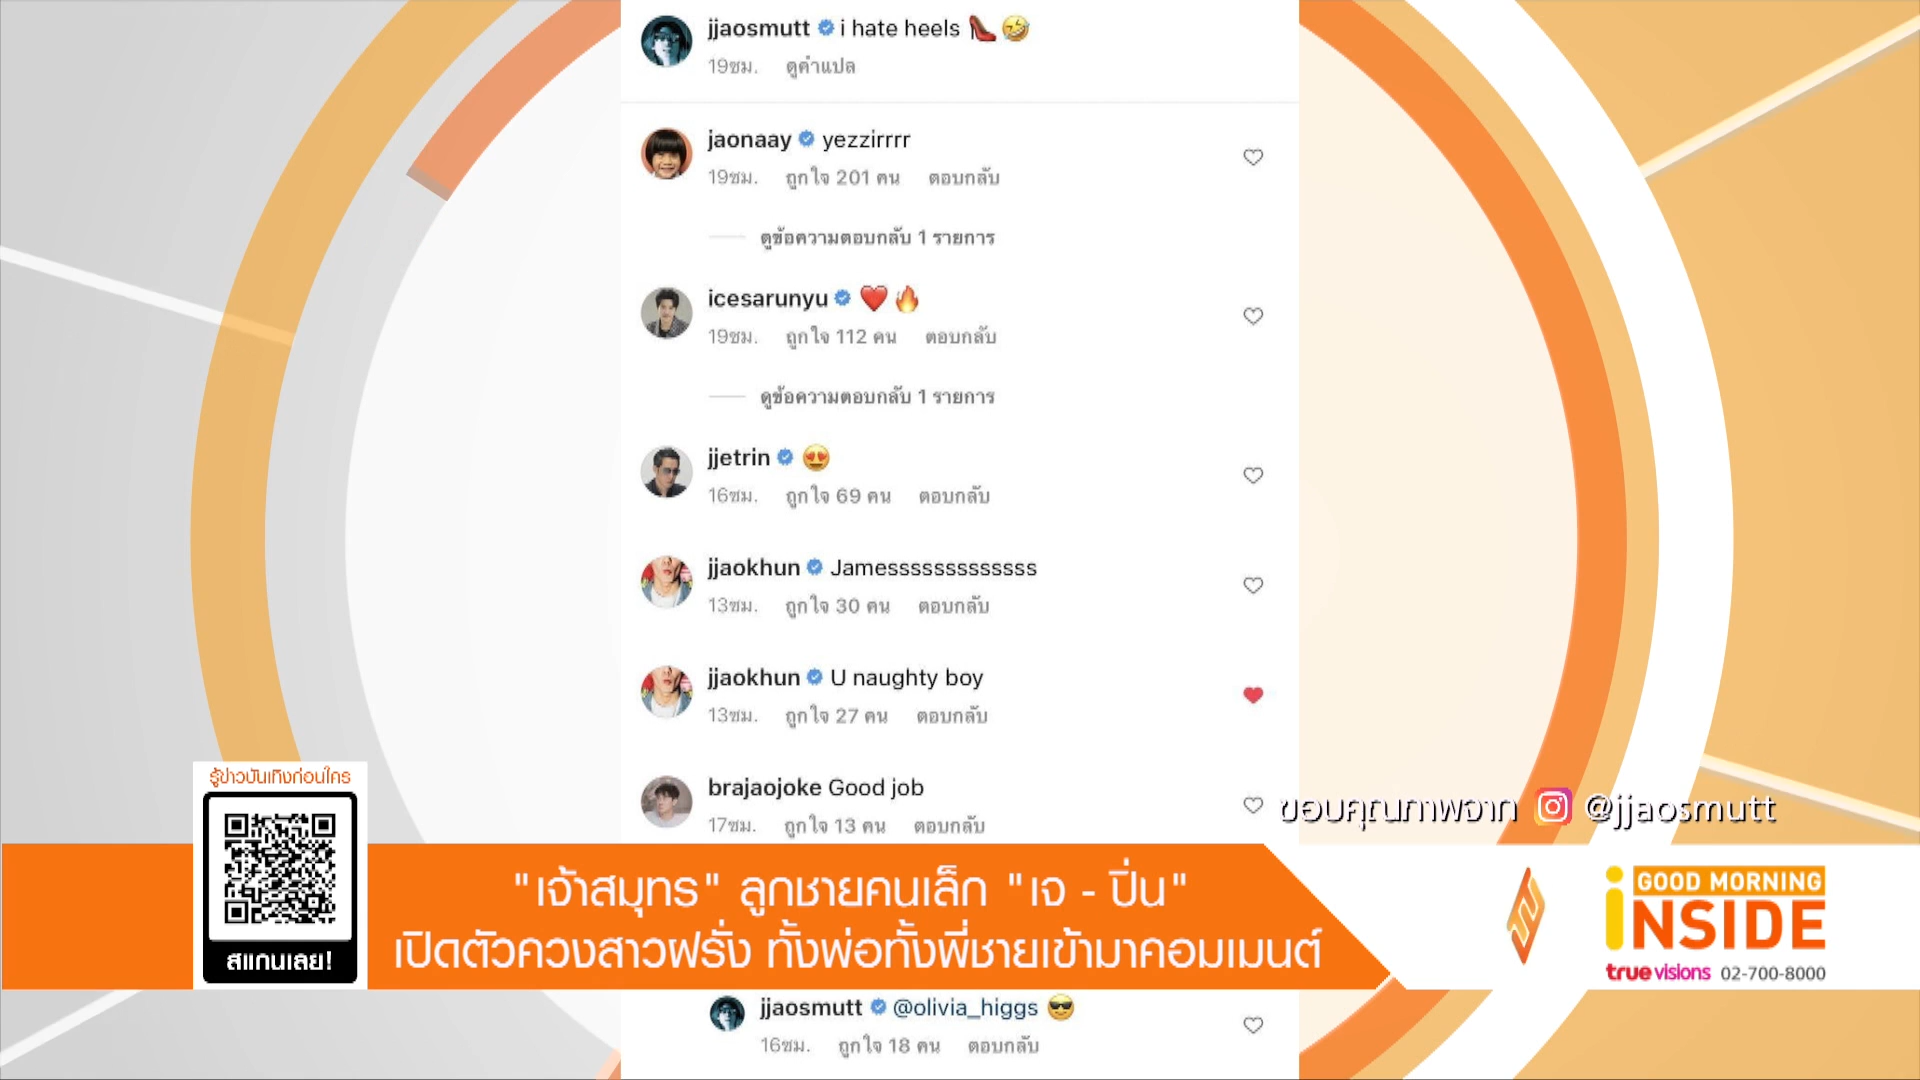 jjaosmutt i hate heels 👠🤣
19ชม. ดูคำแปล
jaonaay yezzirrrr
19ชม. ถูกใจ 201 คน ตอบกลับ
ดูข้อความตอบกลับ 1 รายการ
icesarunyu ❤️🔥
19ชม. ถูกใจ 112 คน ตอบกลับ
ดูข้อความตอบกลับ 1 รายการ
jjetrin 😍
16ชม. ถูกใจ 69 คน ตอบกลับ
jjaokhun Jamesssssssssssss
13ชม. ถูกใจ 30 คน ตอบกลับ
jjaokhun U naughty boy
13ชม. ถูกใจ 27 คน ตอบกลับ
brajaojoke Good job
17ชม. ถูกใจ 13 คน ตอบกลับ
ขอบคุณภาพจาก @jjaosmutt
รู้ข่าวบันเทิงก่อนใคร
สแกนเลย!
"เจ้าสมุทร" ลูกชายคนเล็ก "เจ - ปิ่น"
เปิดตัวควงสาวฝรั่ง ทั้งพ่อทั้งพี่ชายเข้ามาคอมเมนต์
GOOD MORNING
iNSIDE
truevisions 02-700-8000
jjaosmutt @olivia_higgs 😎
16ชม. ถูกใจ 18 คน ตอบกลับ